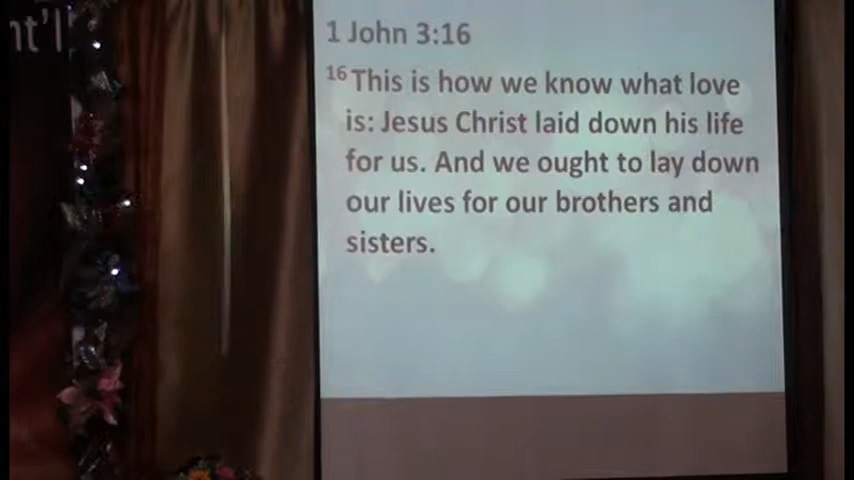 nt'l
1 John 3:16
16 This is how we know what love
is: Jesus Christ laid down his life
for us. And we ought to lay down
our lives for our brothers and
sisters.